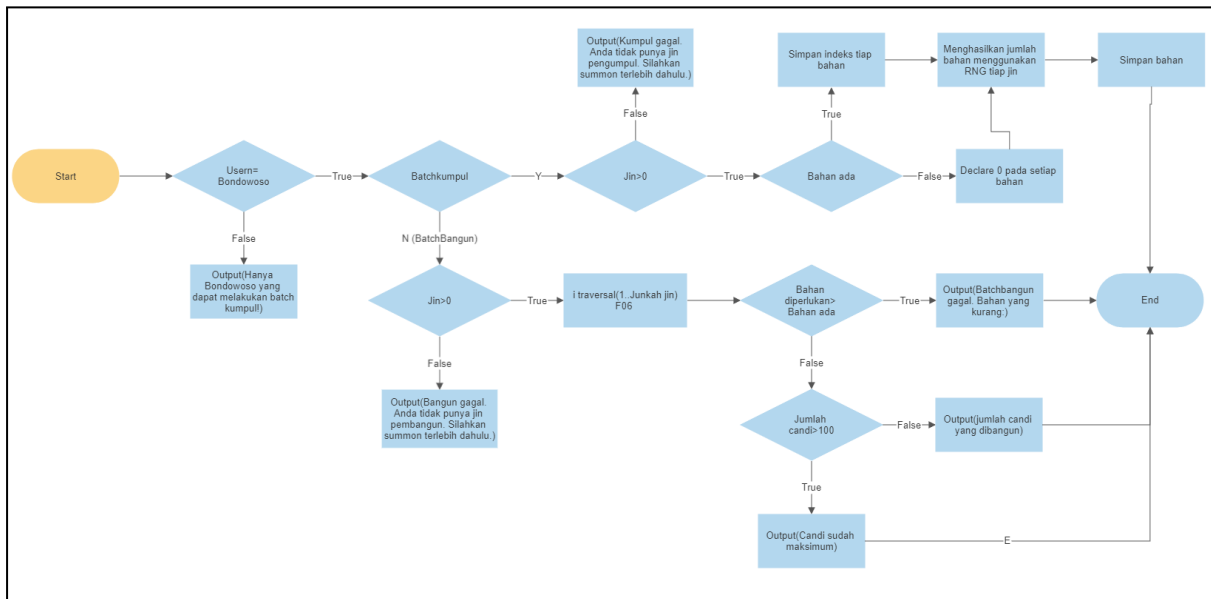 Output(Kumpul gagal.
Anda tidak punya jin
pengumpul. Silahkan
summon terlebih dahulu.)
Simpan indeks tiap
bahan
Menghasilkan jumlah
bahan menggunakan
RNG tiap jin
Simpan bahan
False
True
Start
Usern=
Bondowoso
True
Batchkumpul
Y
Jin>0
True
Bahan ada
False
Declare 0 pada setiap
bahan
False
N (BatchBangun)
Output(Hanya
Bondowoso yang
dapat melakukan batch
kumpul!)
Jin>0
True
i traversal(1..Junkah jin)
F06
Bahan
diperlukan>
Bahan ada
True
Output(Batchbangun
gagal. Bahan yang
kurang:)
End
False
False
Output(Bangun gagal.
Anda tidak punya jin
pembangun. Silahkan
summon terlebih dahulu.)
Jumlah
candi>100
False
Output(jumlah candi
yang dibangun)
True
Output(Candi sudah
maksimum)
E